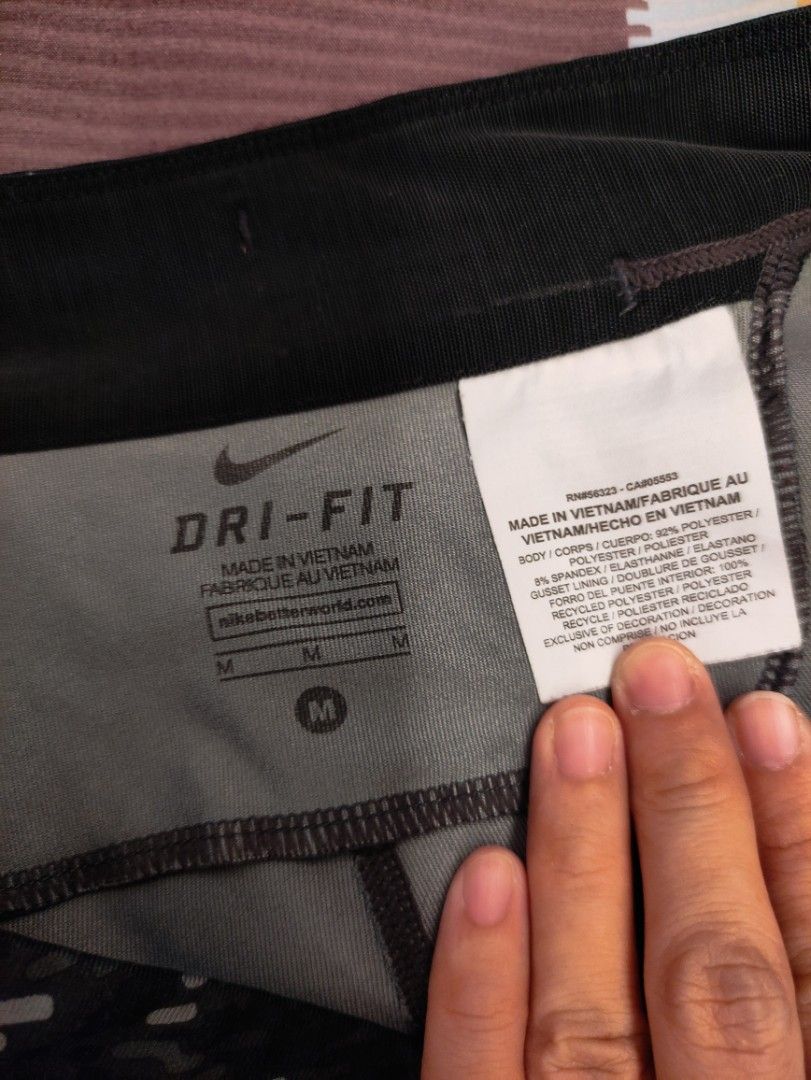 DRI-FIT
MADE IN VIETNAM
FABRIQUE AU VIETNAM
nikebetterworld.com
M M M
M
RN#56323 - CA#05553
MADE IN VIETNAM/FABRIQUE AU
VIETNAM/HECHO EN VIETNAM
BODY / CORPS / CUERPO: 92% POLYESTER /
POLYESTER / POLIESTER
8% SPANDEX / ELASTHANNE / ELASTANO
GUSSET LINING / DOUBLURE DE GOUSSET /
FORRO DEL PUENTE INTERIOR: 100%
RECYCLED POLYESTER / POLYESTER
RECYCLE / POLIESTER RECICLADO
EXCLUSIVE OF DECORATION / DECORATION
NON COMPRISE / NO INCLUYE LA